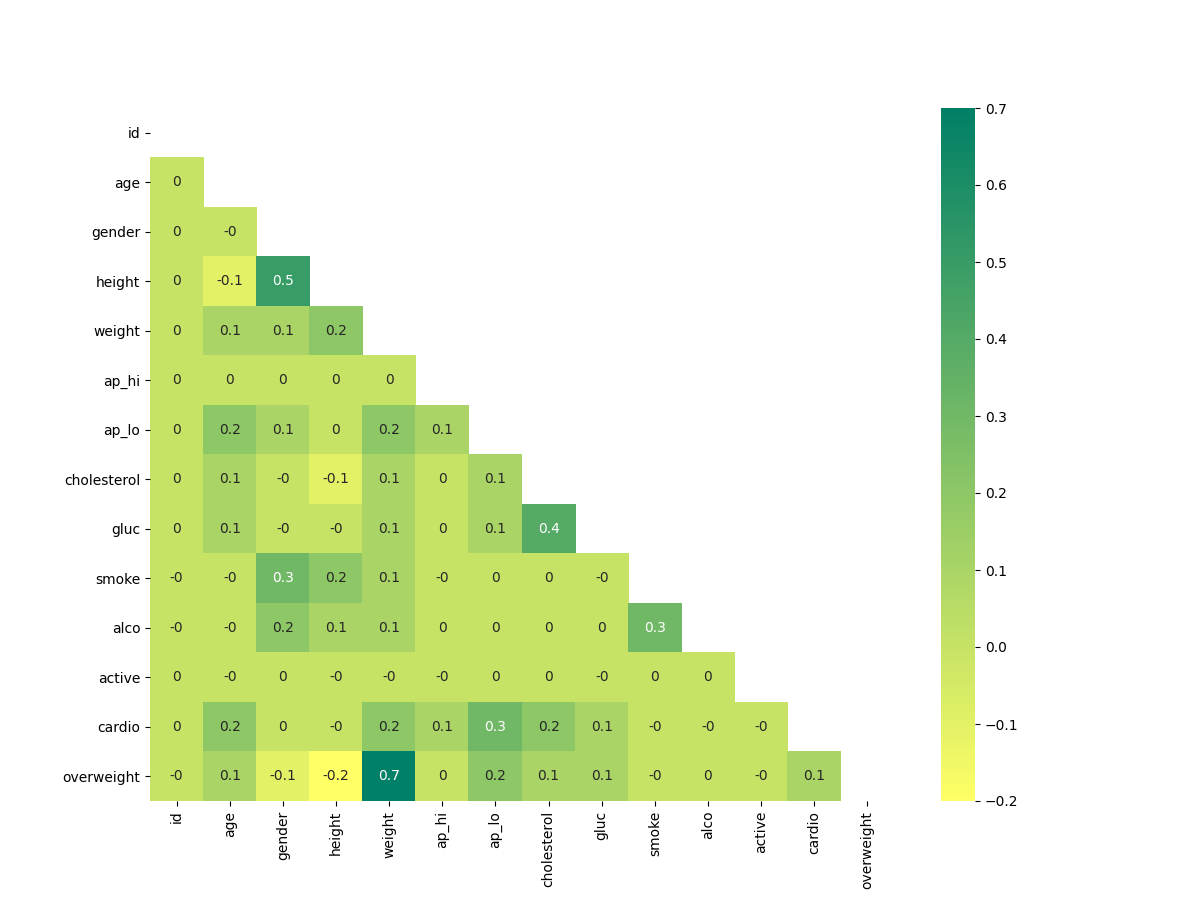 id
age 0
gender 0 -0
height 0 -0.1 0.5
weight 0 0.1 0.1 0.2
ap_hi 0 0 0 0 0
ap_lo 0 0.2 0.1 0 0.2 0.1
cholesterol 0 0.1 -0 -0.1 0.1 0 0.1
gluc 0 0.1 -0 -0 0.1 0 0.1 0.4
smoke -0 -0 0.3 0.2 0.1 -0 0 0 -0
alco -0 -0 0.2 0.1 0.1 0 0 0 0 0.3
active 0 -0 0 -0 -0 -0 0 0 -0 0 0
cardio 0 0.2 0 -0 0.2 0.1 0.3 0.2 0.1 -0 -0 -0
overweight -0 0.1 -0.1 -0.2 0.7 0 0.2 0.1 0.1 -0 0 -0 0.1
id age gender height weight ap_hi ap_lo cholesterol gluc smoke alco active cardio overweight
0.7
0.6
0.5
0.4
0.3
0.2
0.1
0.0
−0.1
−0.2